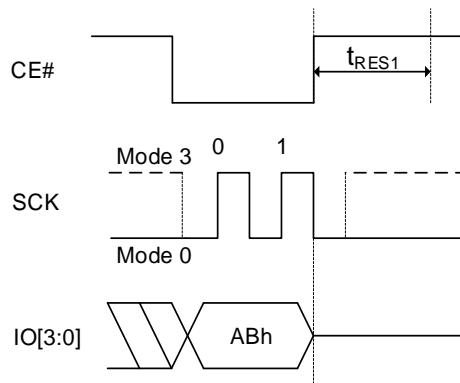 CE#
tRES1
Mode 3 0 1
SCK
Mode 0
IO[3:0] ABh